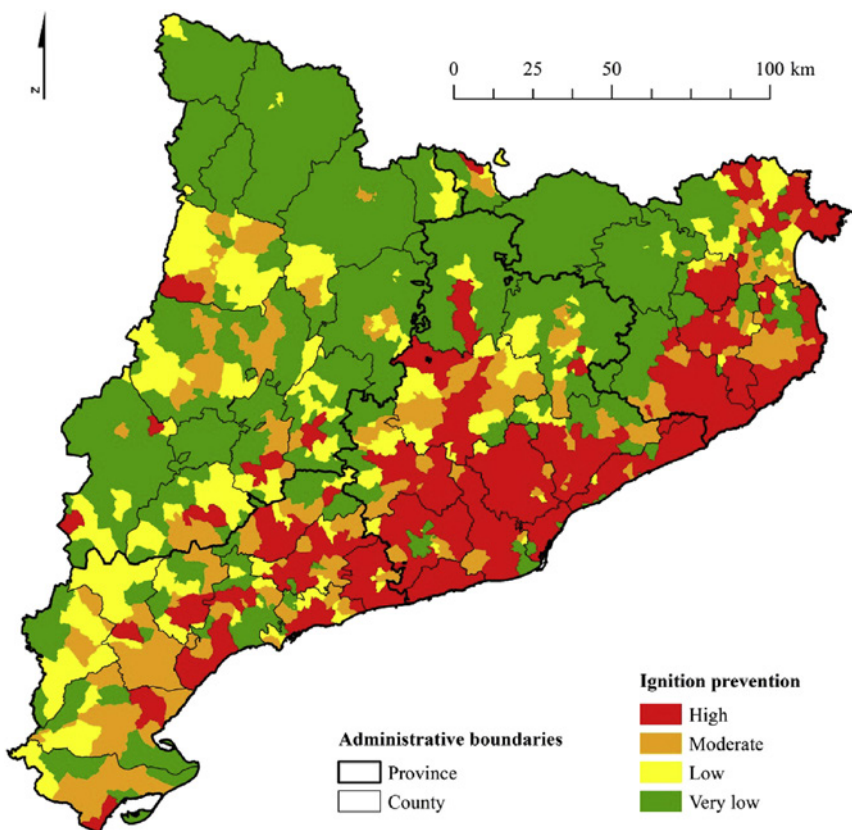 N
0 25 50 100 km
Ignition prevention
High
Moderate
Low
Very low
Administrative boundaries
Province
County